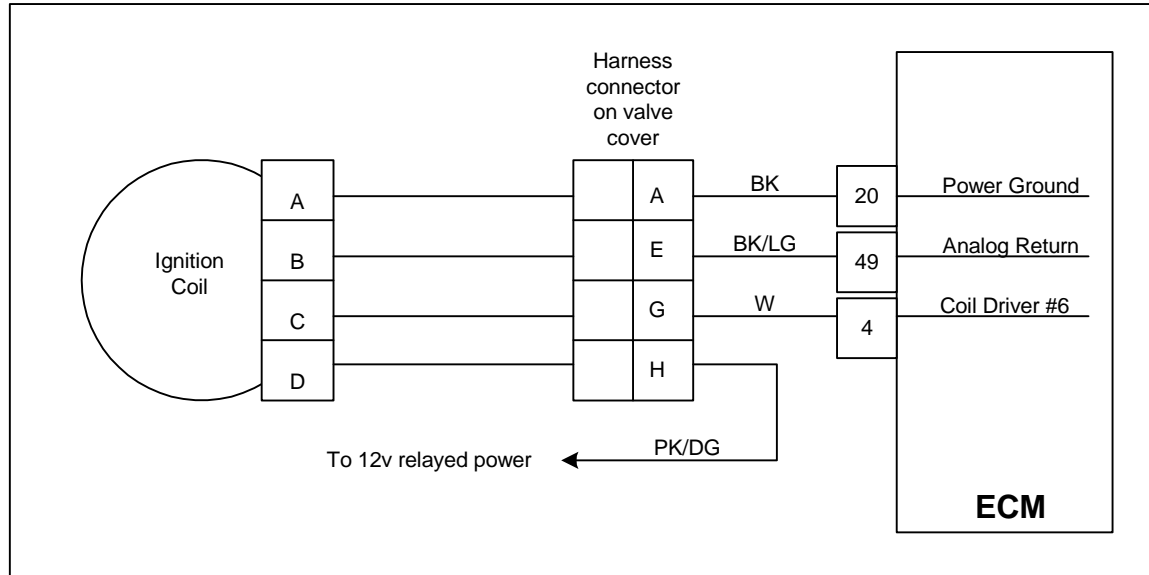 Harness
connector
on valve
cover
Ignition
Coil
A
B
C
D
A
E
G
H
BK
BK/LG
W
PK/DG
20
49
4
Power Ground
Analog Return
Coil Driver #6
To 12v relayed power
ECM